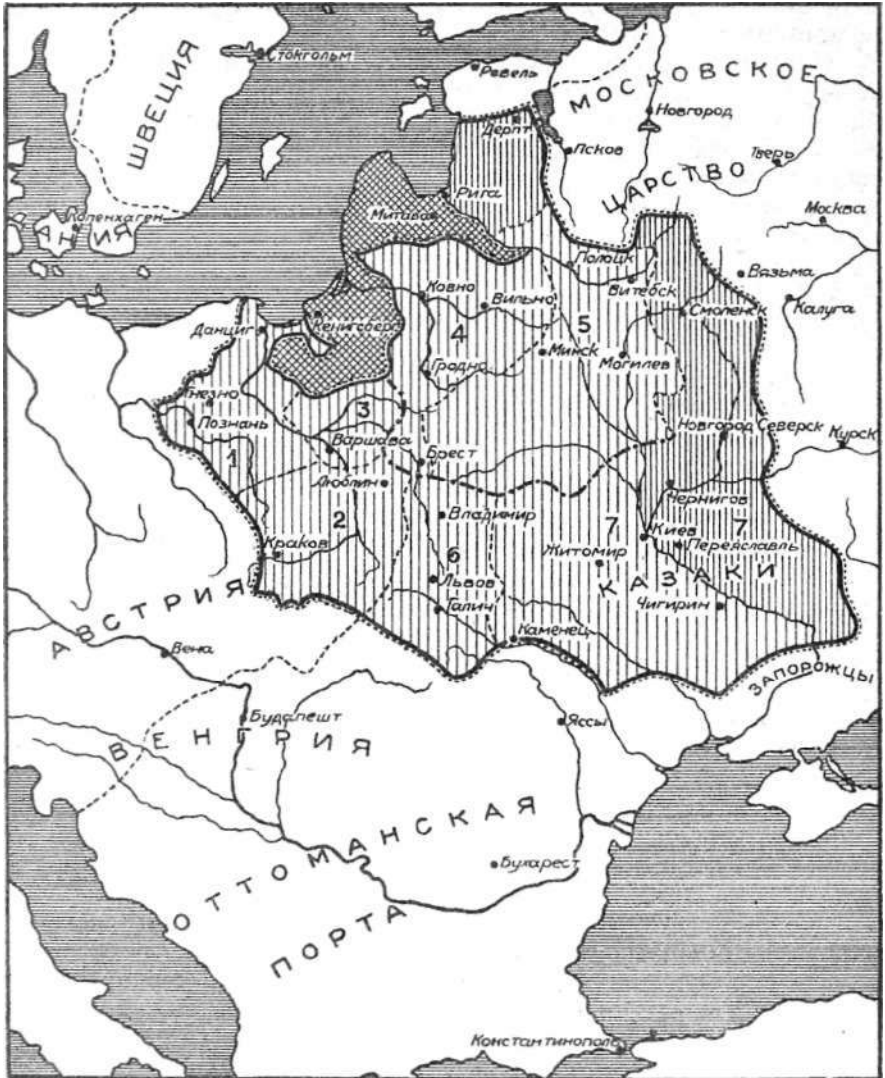 ШВЕЦИЯ
Стокгольм
Ревель
МОСКОВСКОЕ
ЦАРСТВО
Новгород
Дерпт
Псков
Тверь
Рига
Москва
Копенхаген
АНИЯ
Митава
Полоцк
Вязьма
Витебск
Ковно
Вильно
Калуга
Смоленск
Данциг
Кенигсберг
4
5
Минск
Могилев
Гродно
Гнезно
3
Познань
Новгород Северск
Курск
Варшава
1
Брест
Люблин
Чернигов
2
Владимир
7
Киев
7
Краков
Житомир
Переяславль
6
Львов
КАЗАКИ
Галич
Чигирин
АВСТРИЯ
Каменец
Вена
ЗАПОРОЖЦЫ
Будапешт
Яссы
ВЕНГРИЯ
ОТТОМАНСКАЯ
Бухарест
ПОРТА
Константинополь